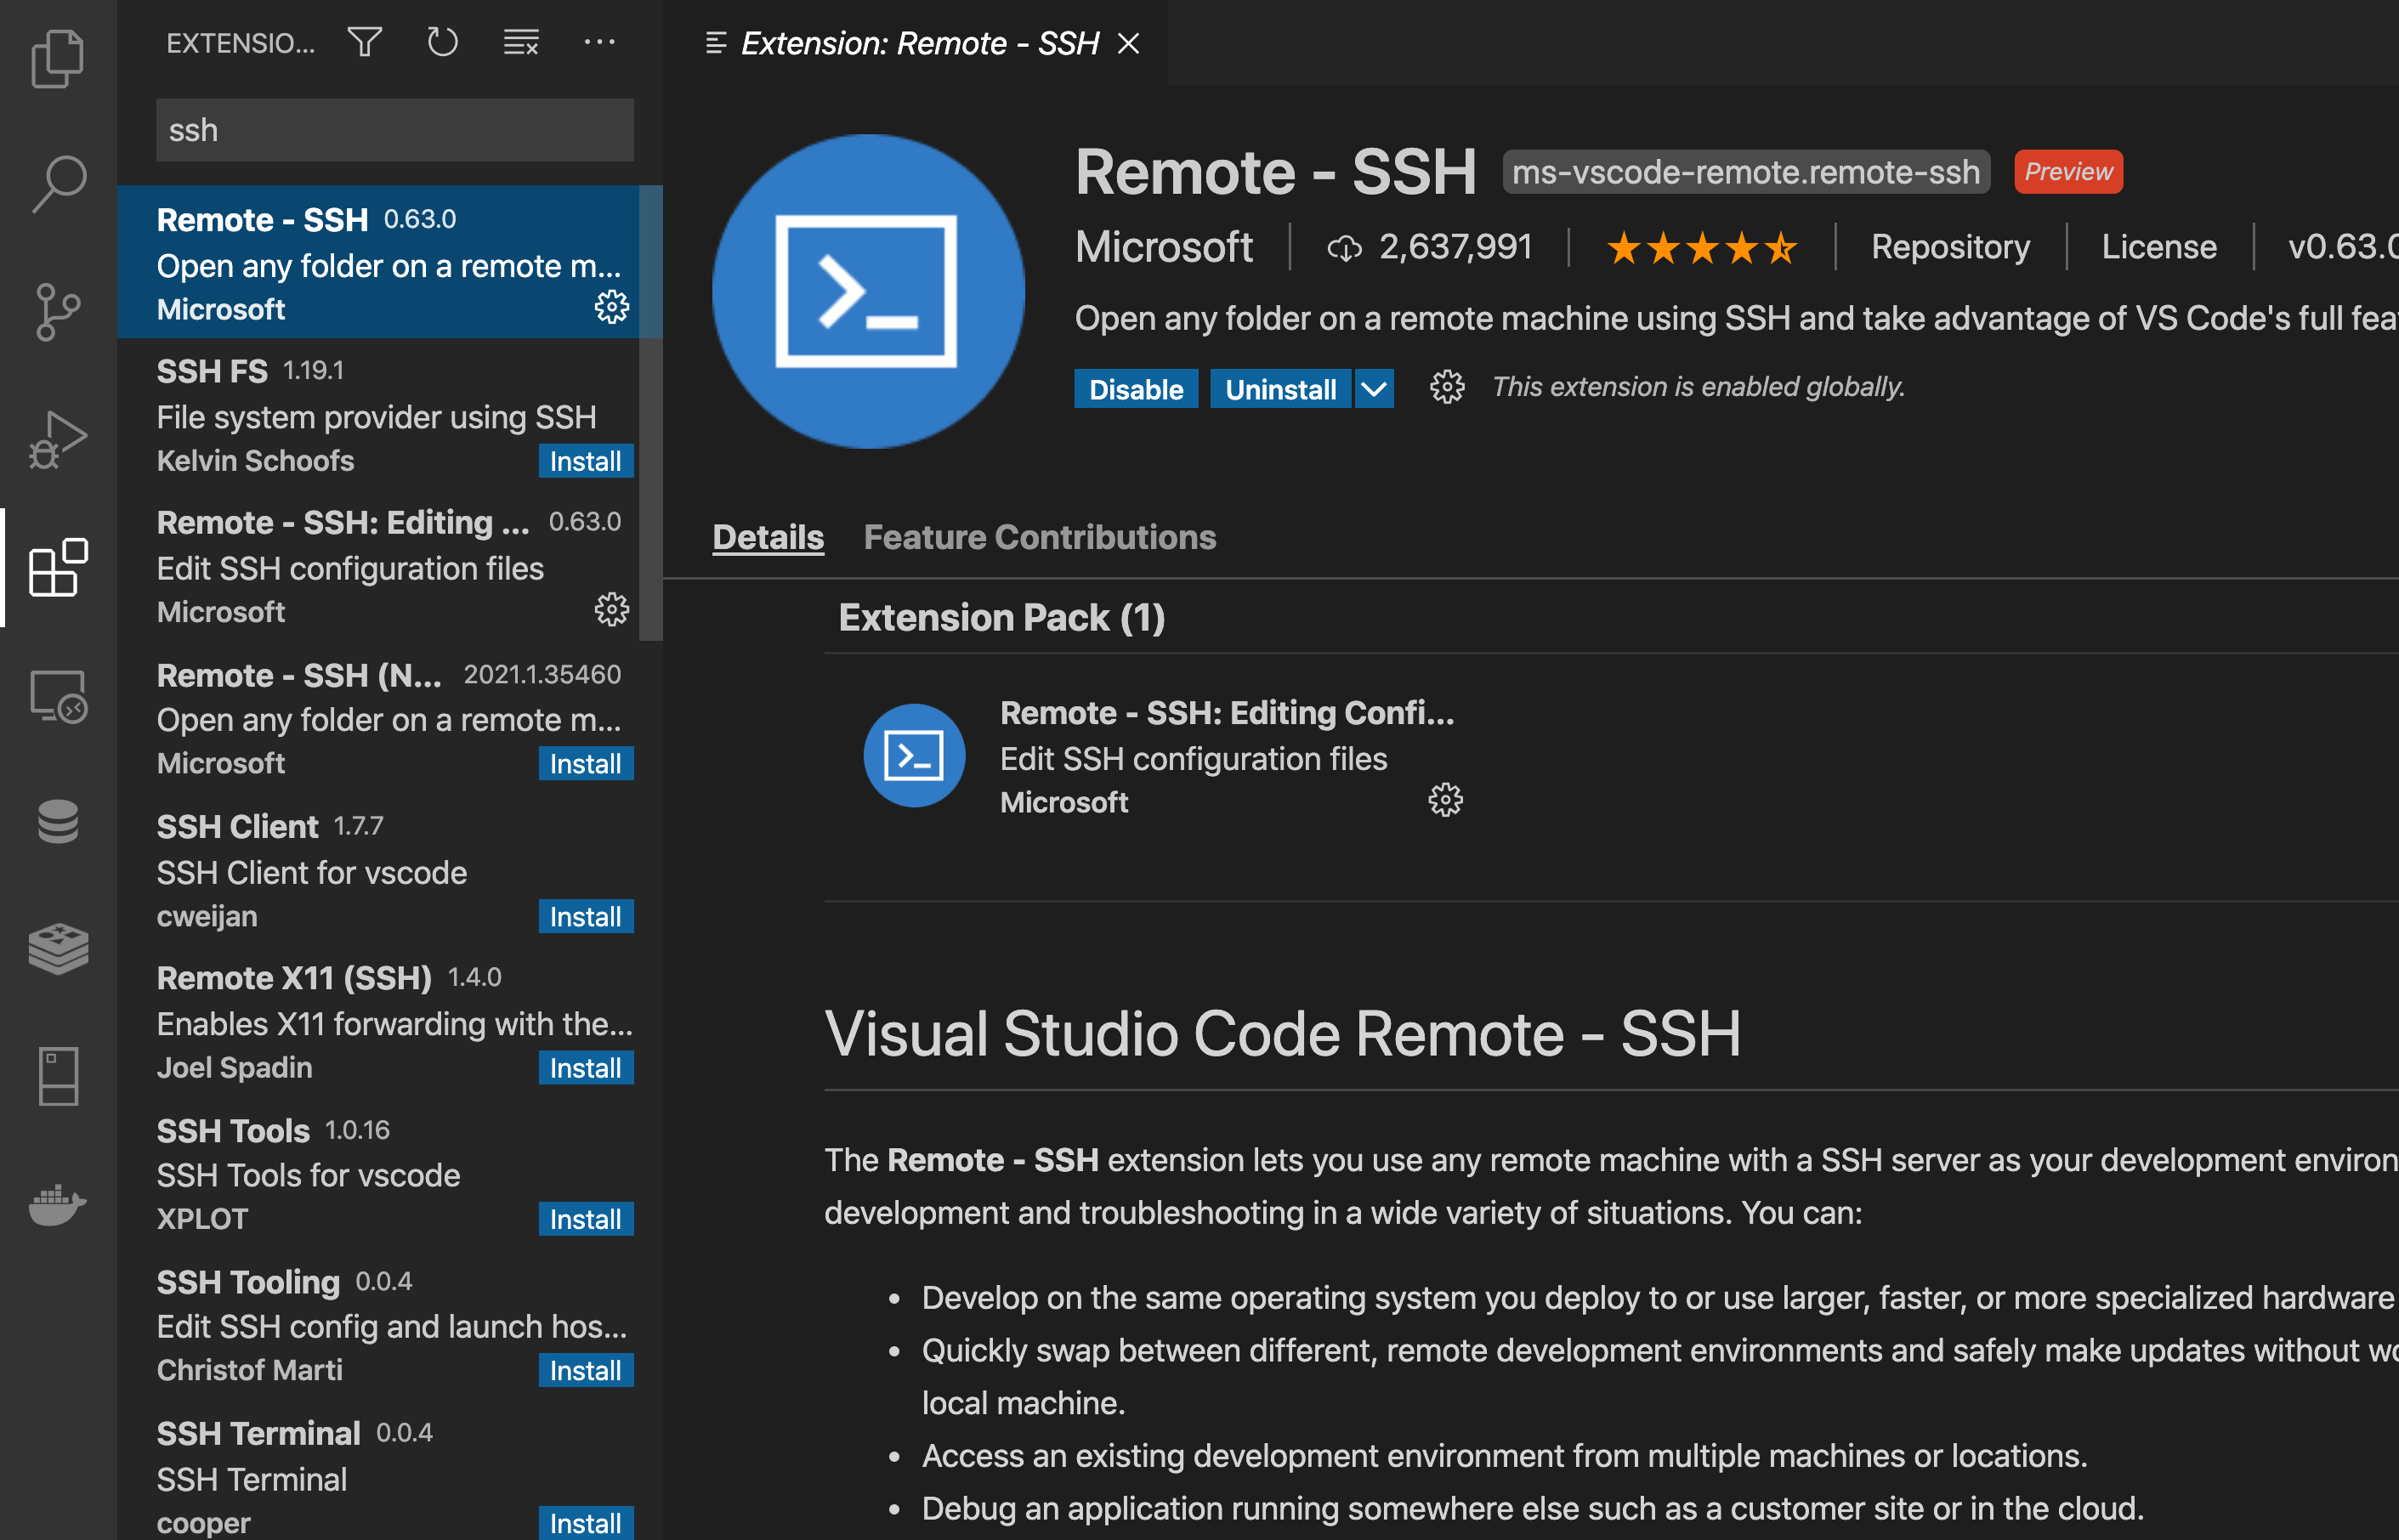 EXTENSIO...
ssh
Remote - SSH 0.63.0
Open any folder on a remote m...
Microsoft
SSH FS 1.19.1
File system provider using SSH
Kelvin Schoofs Install
Remote - SSH: Editing ... 0.63.0
Edit SSH configuration files
Microsoft
Remote - SSH (N... 2021.1.35460
Open any folder on a remote m...
Microsoft Install
SSH Client 1.7.7
SSH Client for vscode
cweijan Install
Remote X11 (SSH) 1.4.0
Enables X11 forwarding with the...
Joel Spadin Install
SSH Tools 1.0.16
SSH Tools for vscode
XPLOT Install
SSH Tooling 0.0.4
Edit SSH config and launch hos...
Christof Marti Install
SSH Terminal 0.0.4
SSH Terminal
cooper Install
Extension: Remote - SSH
Remote - SSH ms-vscode-remote.remote-ssh Preview
Microsoft 2,637,991 Repository License v0.63.0
Open any folder on a remote machine using SSH and take advantage of VS Code's full
Disable Uninstall This extension is enabled globally.
Details Feature Contributions
Extension Pack (1)
Remote - SSH: Editing Confi...
Edit SSH configuration files
Microsoft
Visual Studio Code Remote - SSH
The Remote - SSH extension lets you use any remote machine with a SSH server as your development
development and troubleshooting in a wide variety of situations. You can:
• Develop on the same operating system you deploy to or use larger, faster, or more specialized hardware
• Quickly swap between different, remote development environments and safely make updates without
local machine.
• Access an existing development environment from multiple machines or locations.
• Debug an application running somewhere else such as a customer site or in the cloud.